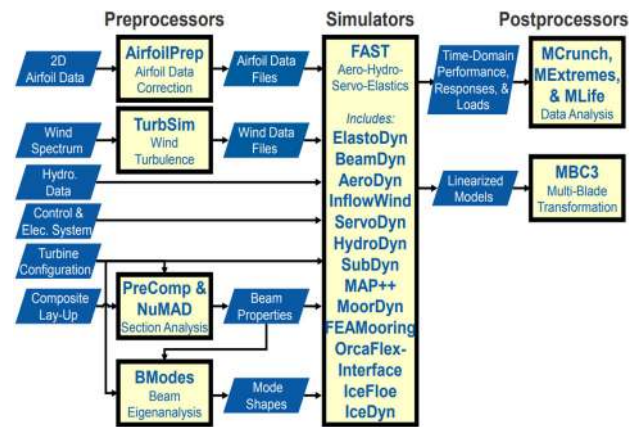 Preprocessors
Simulators
Postprocessors
2D
Airfoil Data
AirfoilPrep
Airfoil Data
Correction
Airfoil Data
Files
Wind
Spectrum
TurbSim
Wind
Turbulence
Wind Data
Files
Hydro.
Data
Control &
Elec. System
Turbine
Configuration
Composite
Lay-Up
PreComp &
NuMAD
Section Analysis
Beam
Properties
BModes
Beam
Eigenanalysis
Mode
Shapes
FAST
Aero-Hydro-
Servo-Elastics
Includes:
ElastoDyn
BeamDyn
AeroDyn
InflowWind
ServoDyn
HydroDyn
SubDyn
MAP++
MoorDyn
FEAMooring
OrcaFlex-
Interface
IceFloe
IceDyn
Time-Domain
Performance,
Responses, &
Loads
MCrunch,
MExtremes,
& MLife
Data Analysis
Linearized
Models
MBC3
Multi-Blade
Transformation